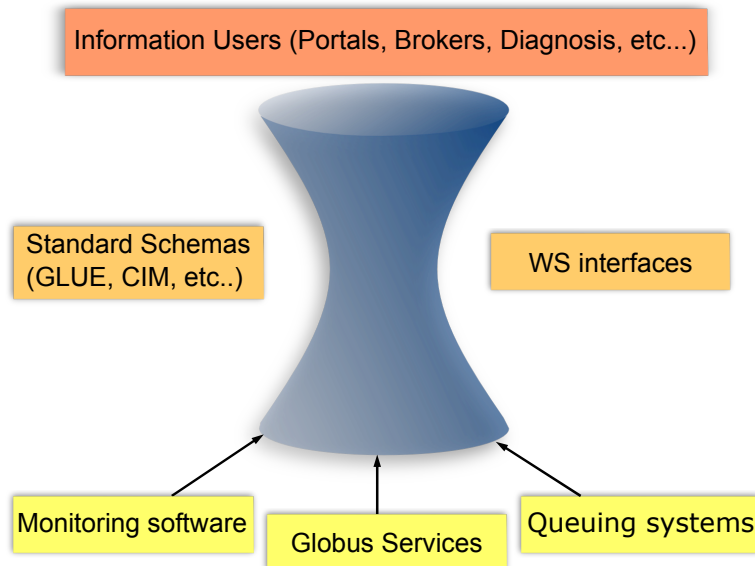 Information Users (Portals, Brokers, Diagnosis, etc...)
Standard Schemas
(GLUE, CIM, etc..)
WS interfaces
Monitoring software
Globus Services
Queuing systems